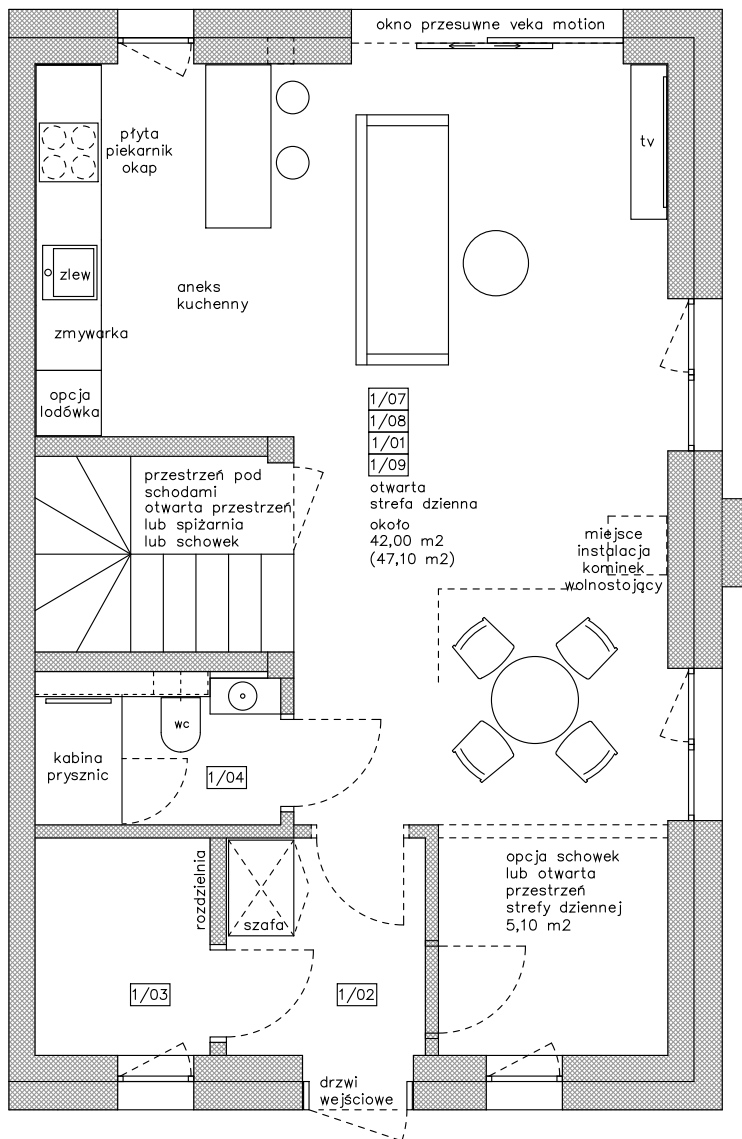 okno przesuwne veka motion
płyta
piekarnik
okap
tv
zlew
aneks
kuchenny
zmywarka
opcja
lodówka
1/07
1/08
1/01
1/09
otwarta
strefa dzienna
około
42,00 m2
(47,10 m2)
przestrzeń pod
schodami
otwarta przestrzeń
lub spiżarnia
lub schowek
miejsce
instalacja
kominek
wolnostojący
wc
kabina
prysznic
1/04
rozdzielnia
szafa
opcja schowek
lub otwarta
przestrzeń
strefy dziennej
5,10 m2
1/03
1/02
drzwi
wejściowe